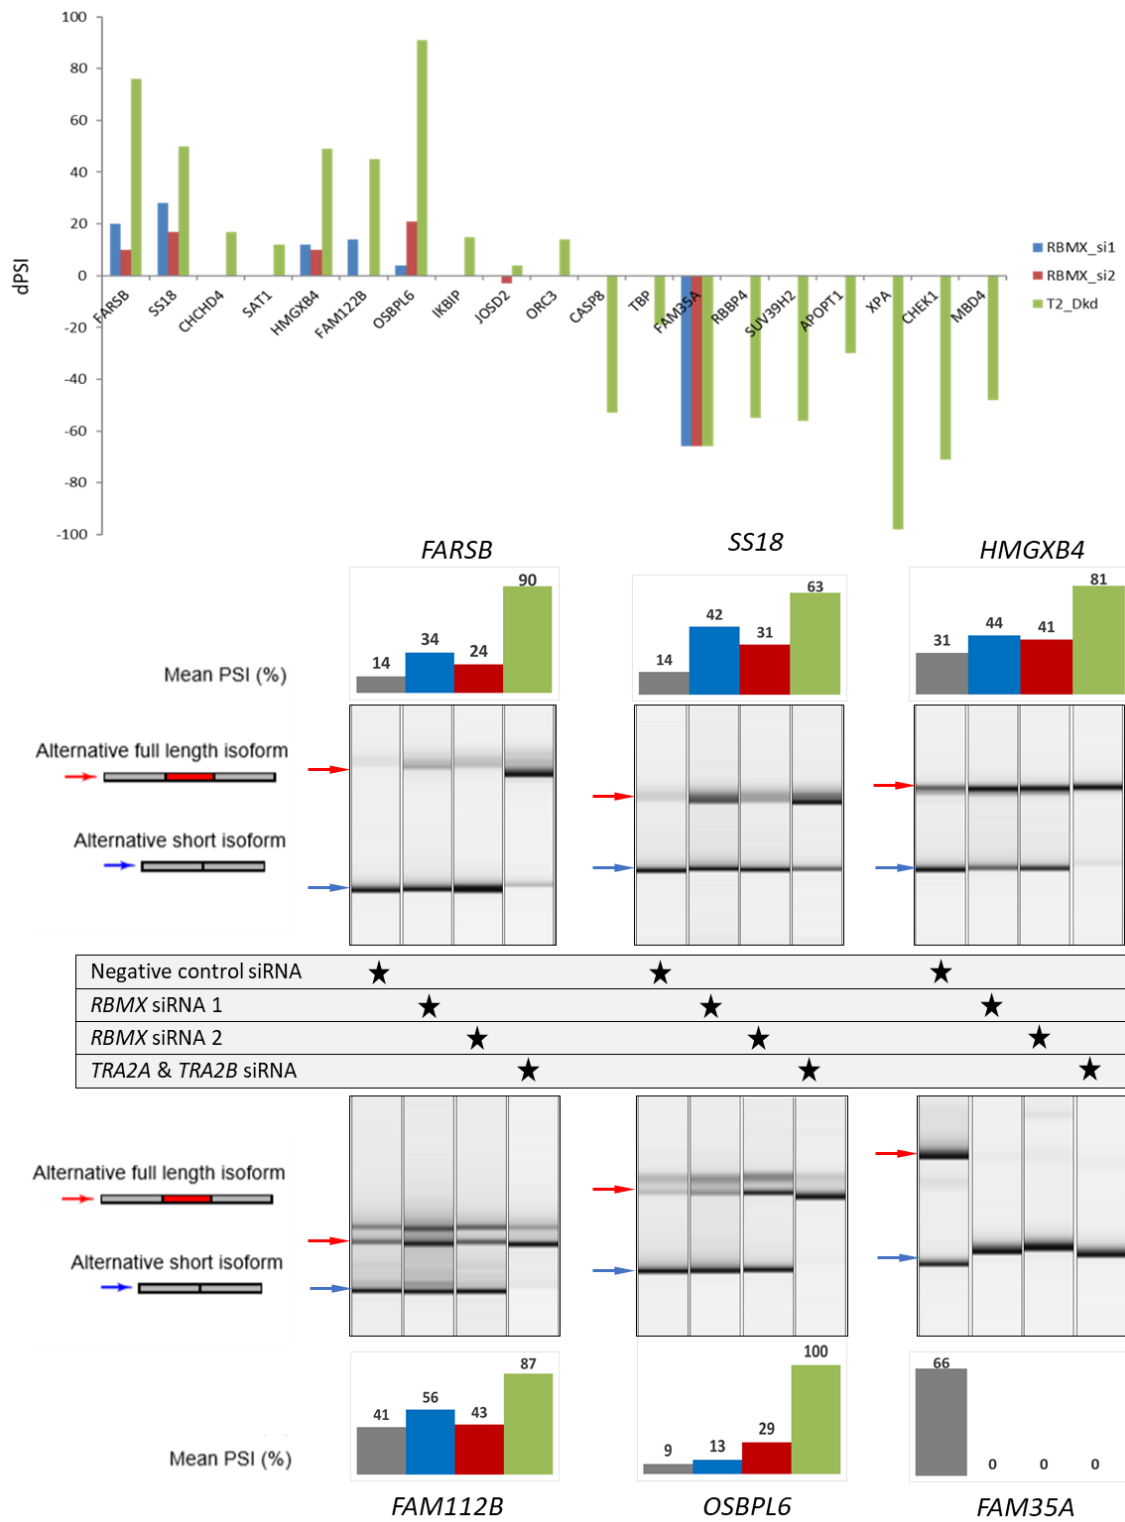 100
80
60
40
20
0
-20
-40
-60
-80
-100
dPSI
FARSB
SS18
CHCHD4
SAT1
HMGXB4
FAM122B
OSBPL6
IKBIP
JOSD2
ORC3
CASP8
TBP
FAM35A
RBBP4
SUV39H2
APOPT1
XPA
CHEK1
MBD4
RBMX_si1
RBMX_si2
T2_Dkd
FARSB
SS18
HMGXB4
Mean PSI (%)
14 34 24 90
14 42 31 63
31 44 41 81
Alternative full length isoform
Alternative short isoform
Negative control siRNA ★ ★ ★
RBMX siRNA 1 ★ ★ ★
RBMX siRNA 2 ★ ★ ★
TRA2A & TRA2B siRNA ★ ★ ★
Alternative full length isoform
Alternative short isoform
Mean PSI (%)
41 56 43 87
9 13 29 100
66 0 0 0
FAM112B
OSBPL6
FAM35A